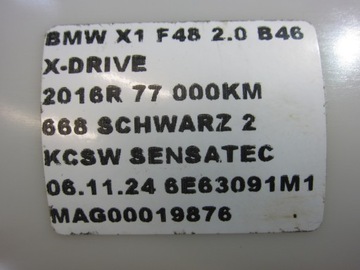 BMW X1 F48 2.0 B46
X-DRIVE
2016R 77 000KM
668 SCHWARZ 2
KCSW SENSATEC
06.11.24 6E63091M1
MAG00019876